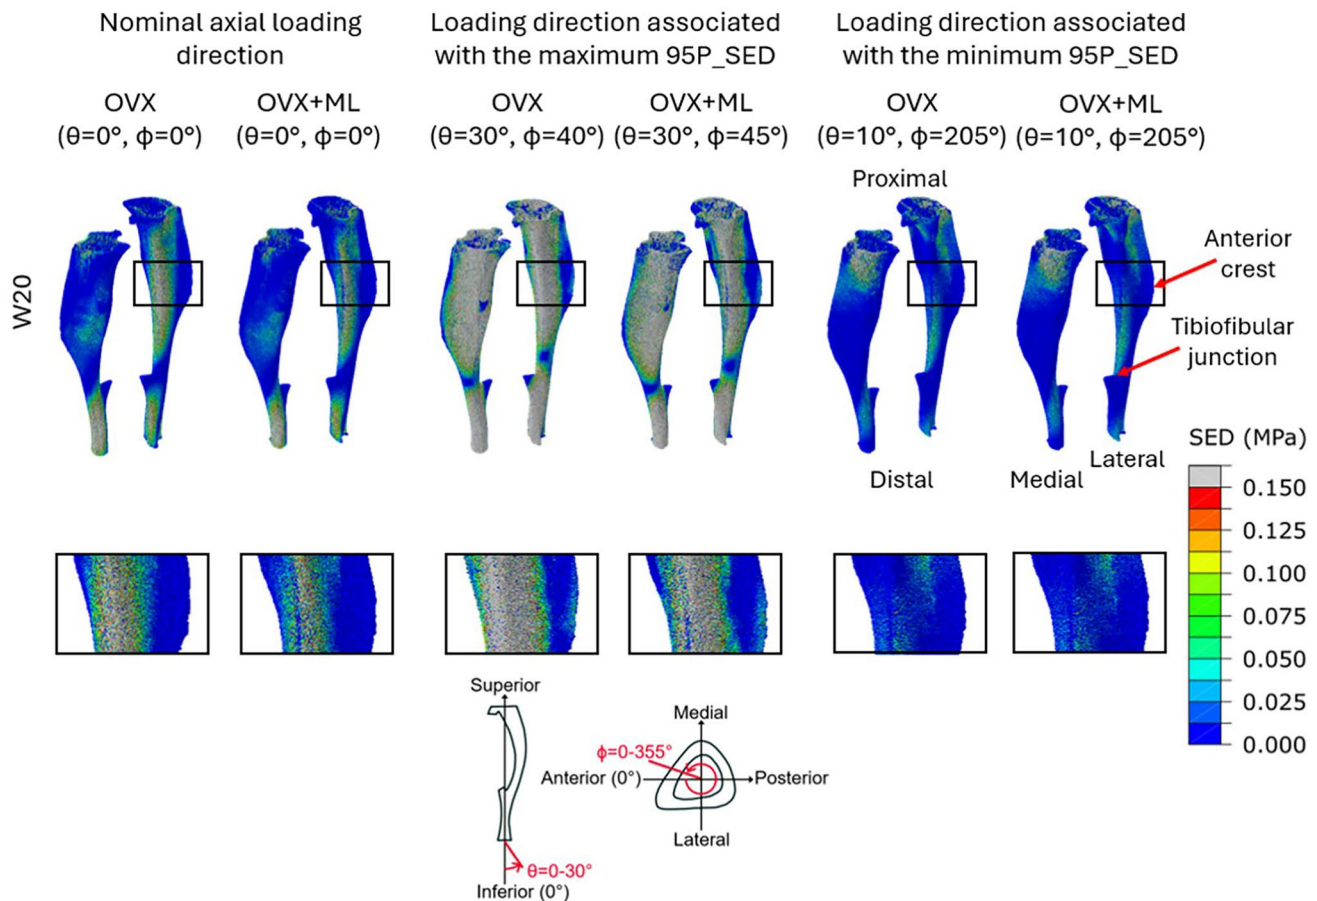 Nominal axial loading
direction
Loading direction associated
with the maximum 95P_SED
Loading direction associated
with the minimum 95P_SED
OVX
(θ=0°, ϕ=0°)
OVX+ML
(θ=0°, ϕ=0°)
OVX
(θ=30°, ϕ=40°)
OVX+ML
(θ=30°, ϕ=45°)
OVX
(θ=10°, ϕ=205°)
OVX+ML
(θ=10°, ϕ=205°)
W20
Proximal
Anterior
crest
Tibiofibular
junction
Distal
Medial
Lateral
SED (MPa)
0.150
0.125
0.100
0.075
0.050
0.025
0.000
Superior
θ=0-30°
Inferior (0°)
Medial
ϕ=0-355°
Anterior (0°)
Posterior
Lateral